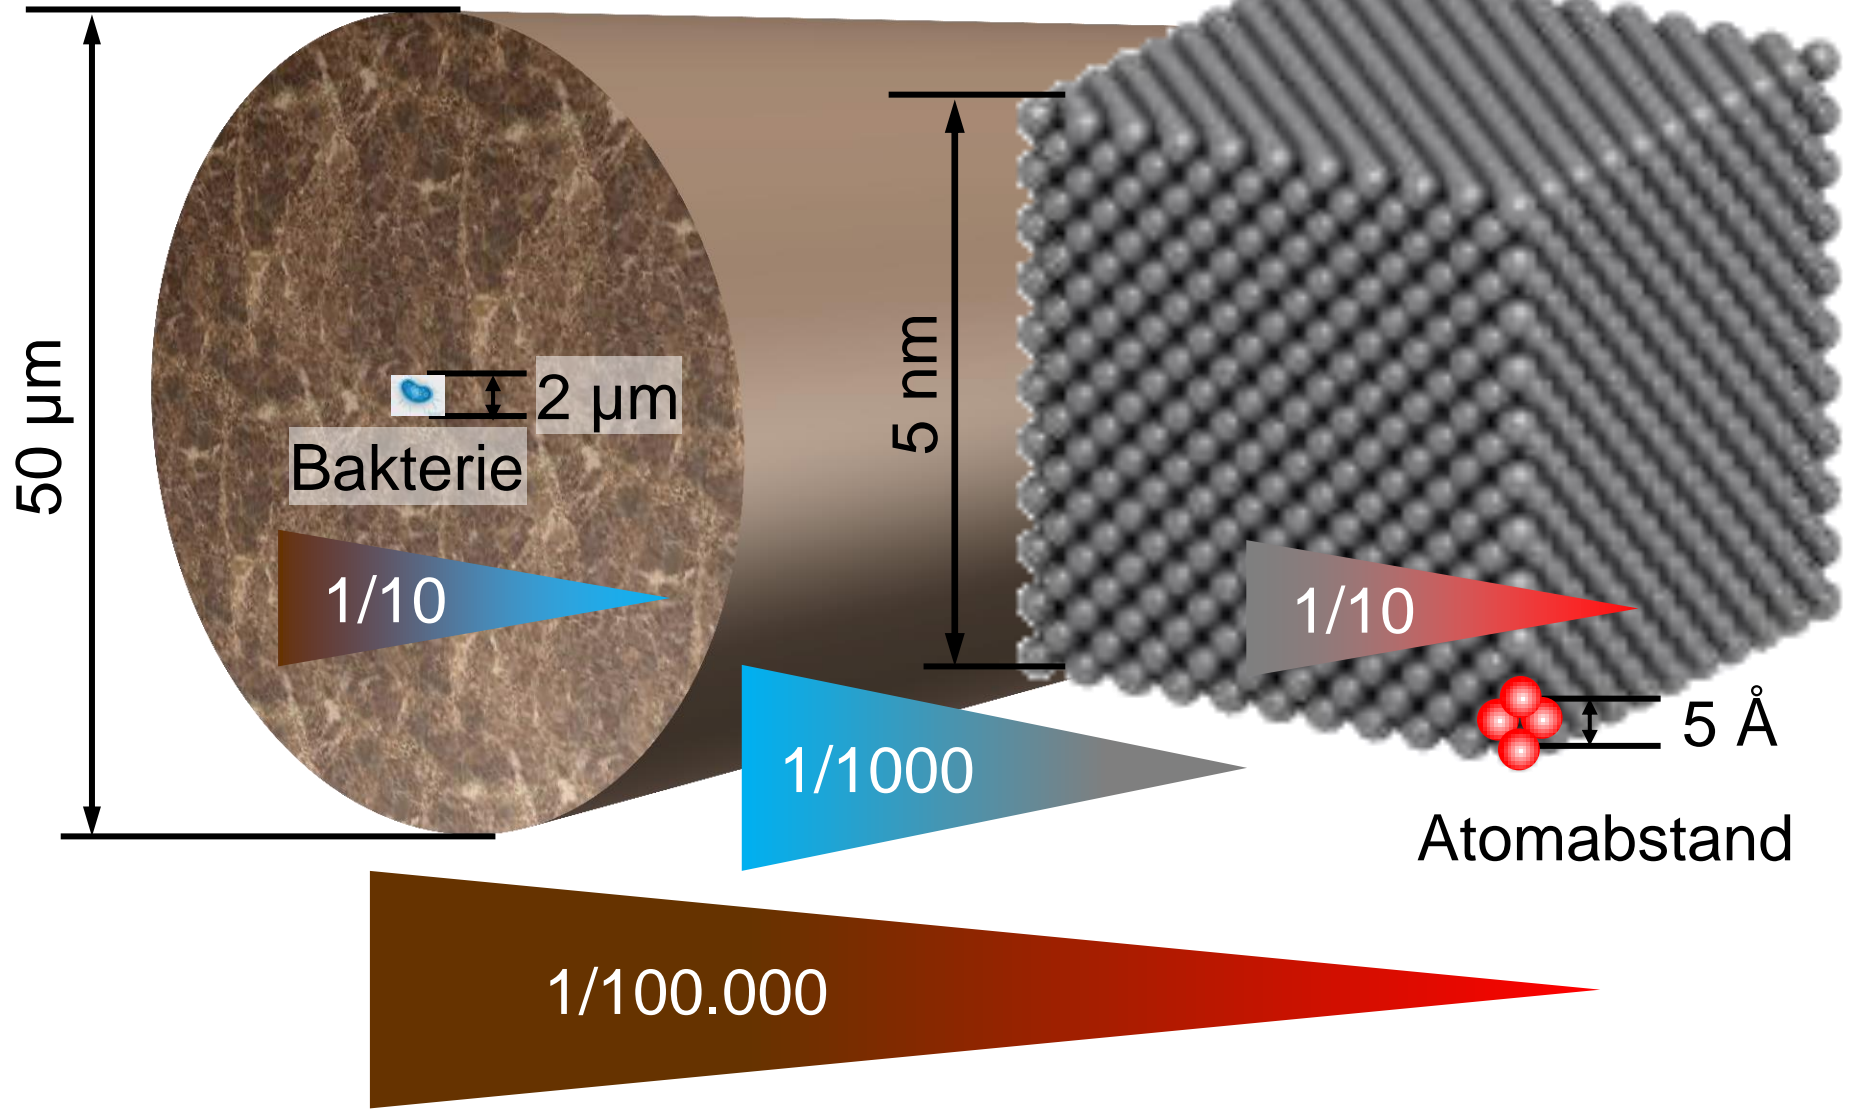 50 µm
2 µm
Bakterie
1/10
5 nm
1/10
1/1000
5 Å
Atomabstand
1/100.000